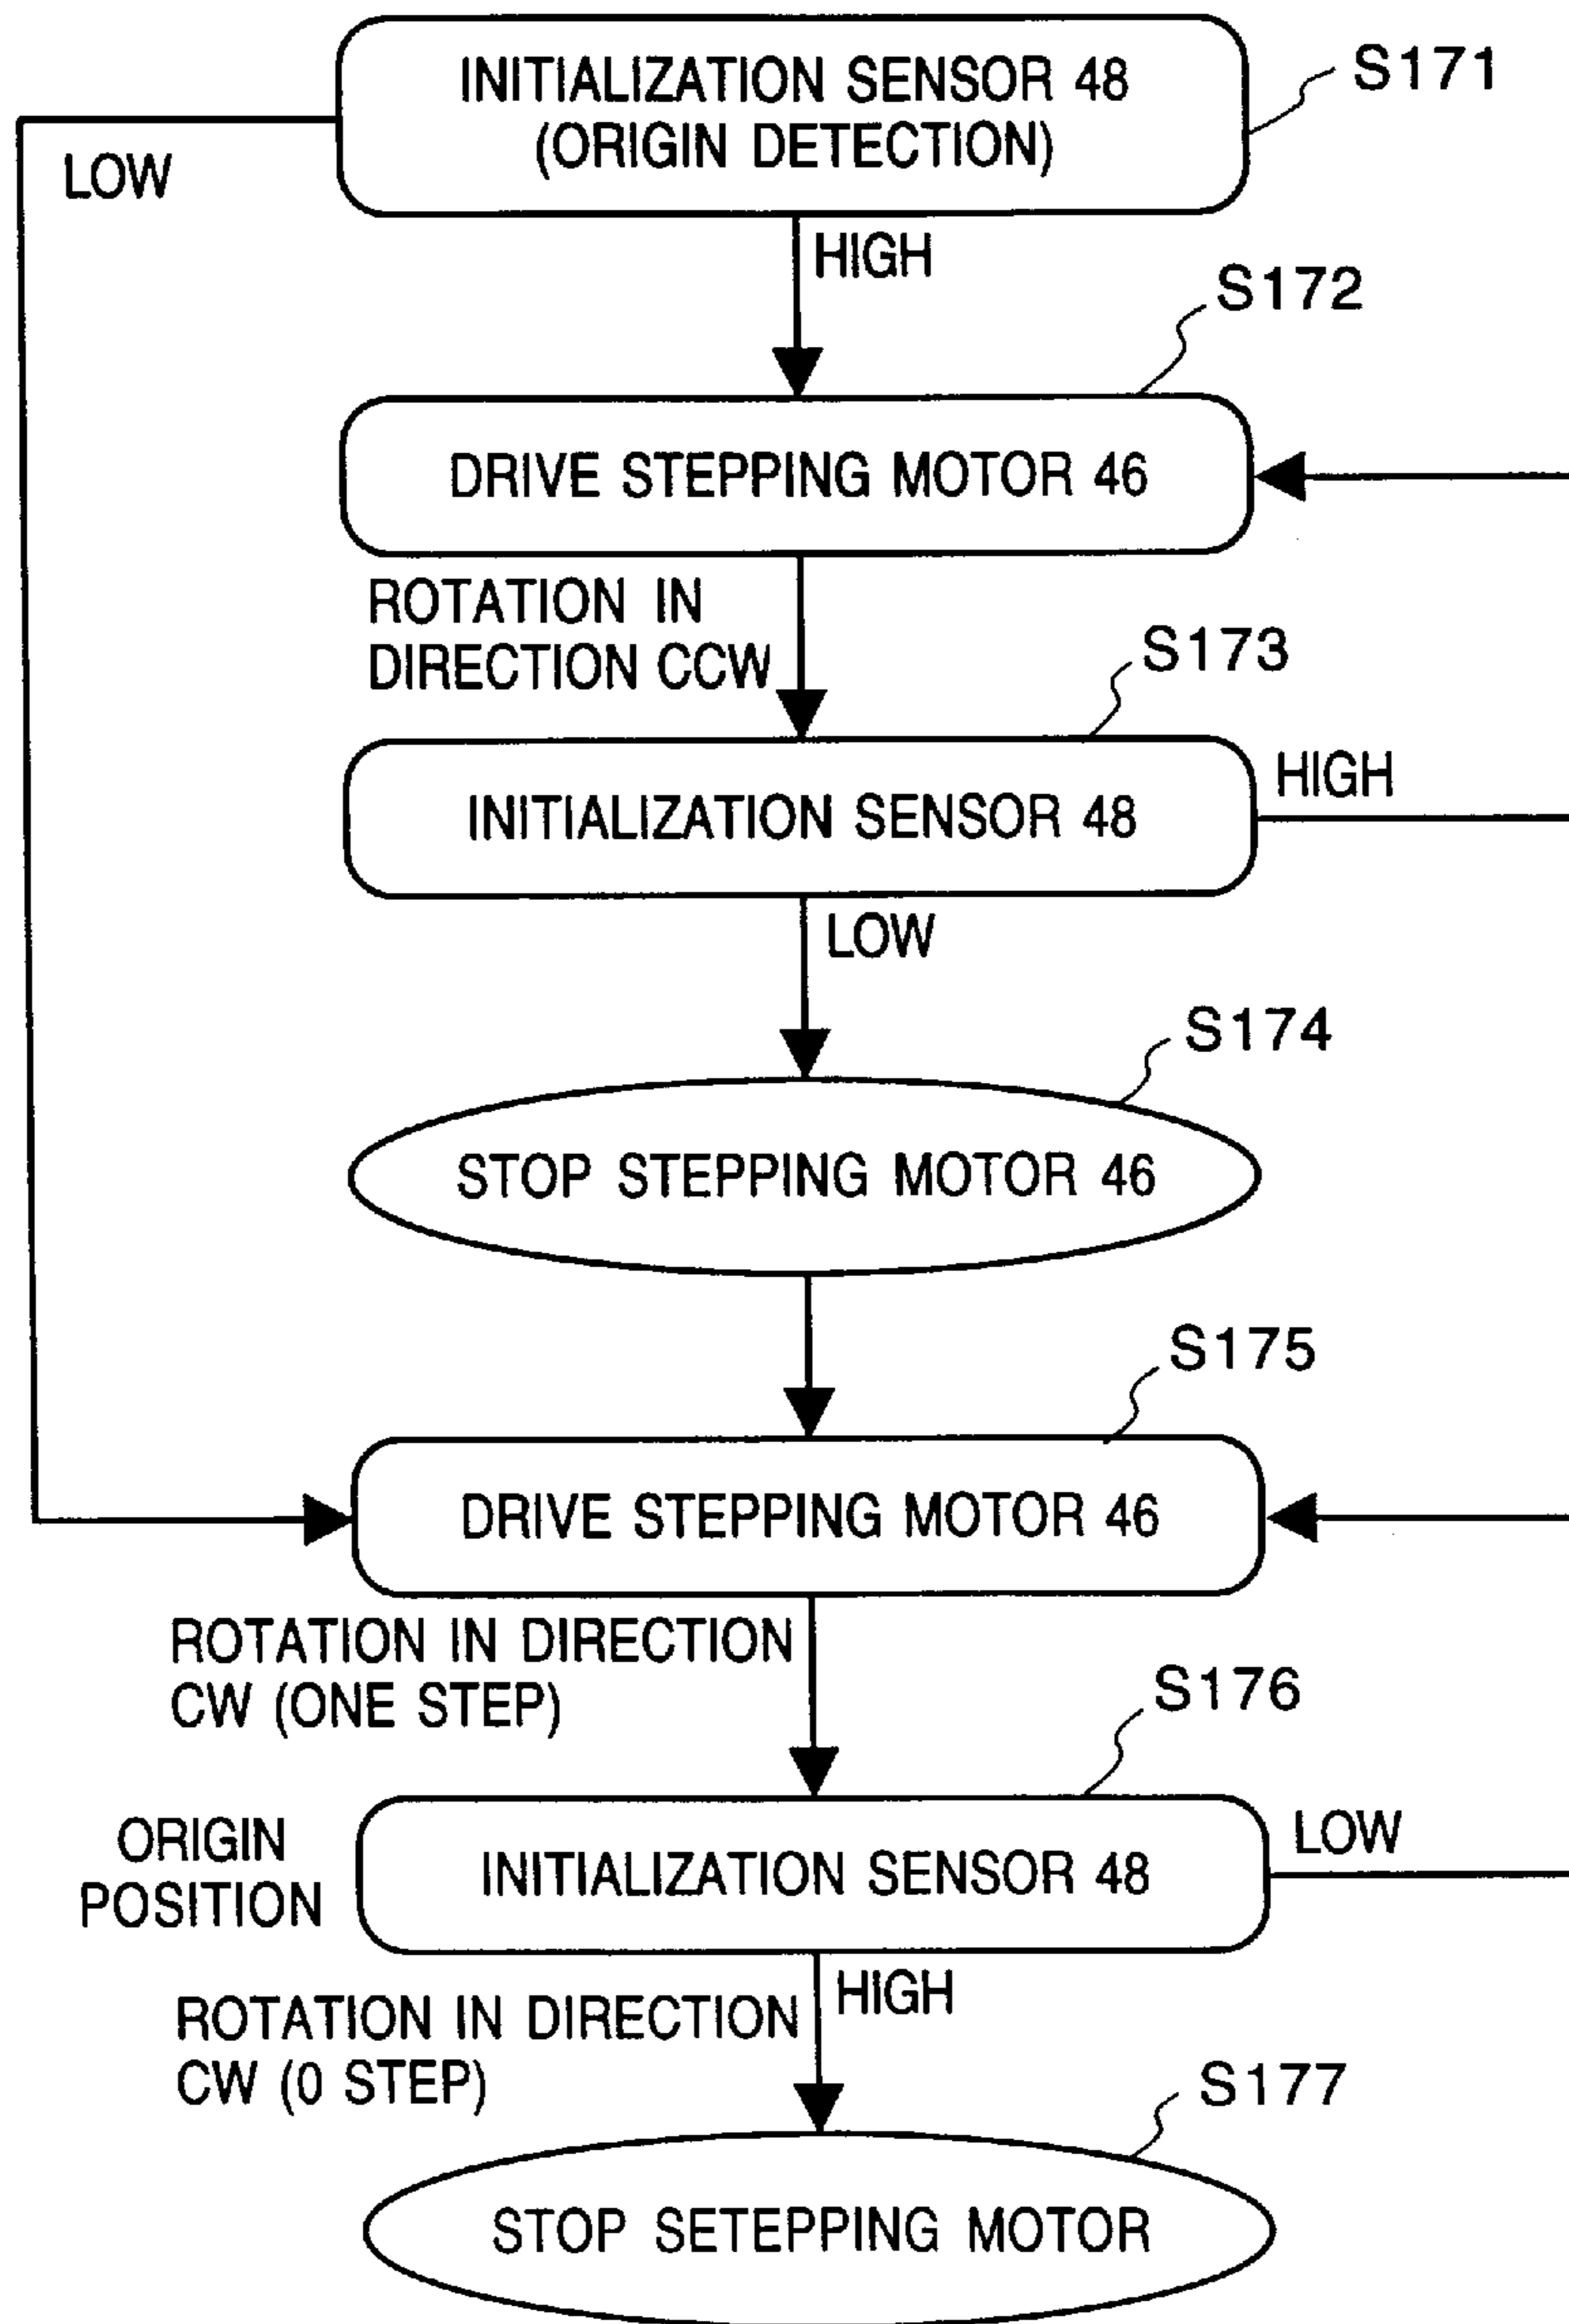 INITIALIZATION SENSOR 48
(ORIGIN DETECTION)
S171
LOW
HIGH
S172
DRIVE STEPPING MOTOR 46
ROTATION IN
DIRECTION CCW
S173
HIGH
INITIALIZATION SENSOR 48
LOW
S174
STOP STEPPING MOTOR 46
S175
DRIVE STEPPING MOTOR 46
ROTATION IN DIRECTION
CW (ONE STEP)
S176
ORIGIN
POSITION
INITIALIZATION SENSOR 48
LOW
HIGH
ROTATION IN DIRECTION
CW (0 STEP)
S177
STOP SETEPPING MOTOR